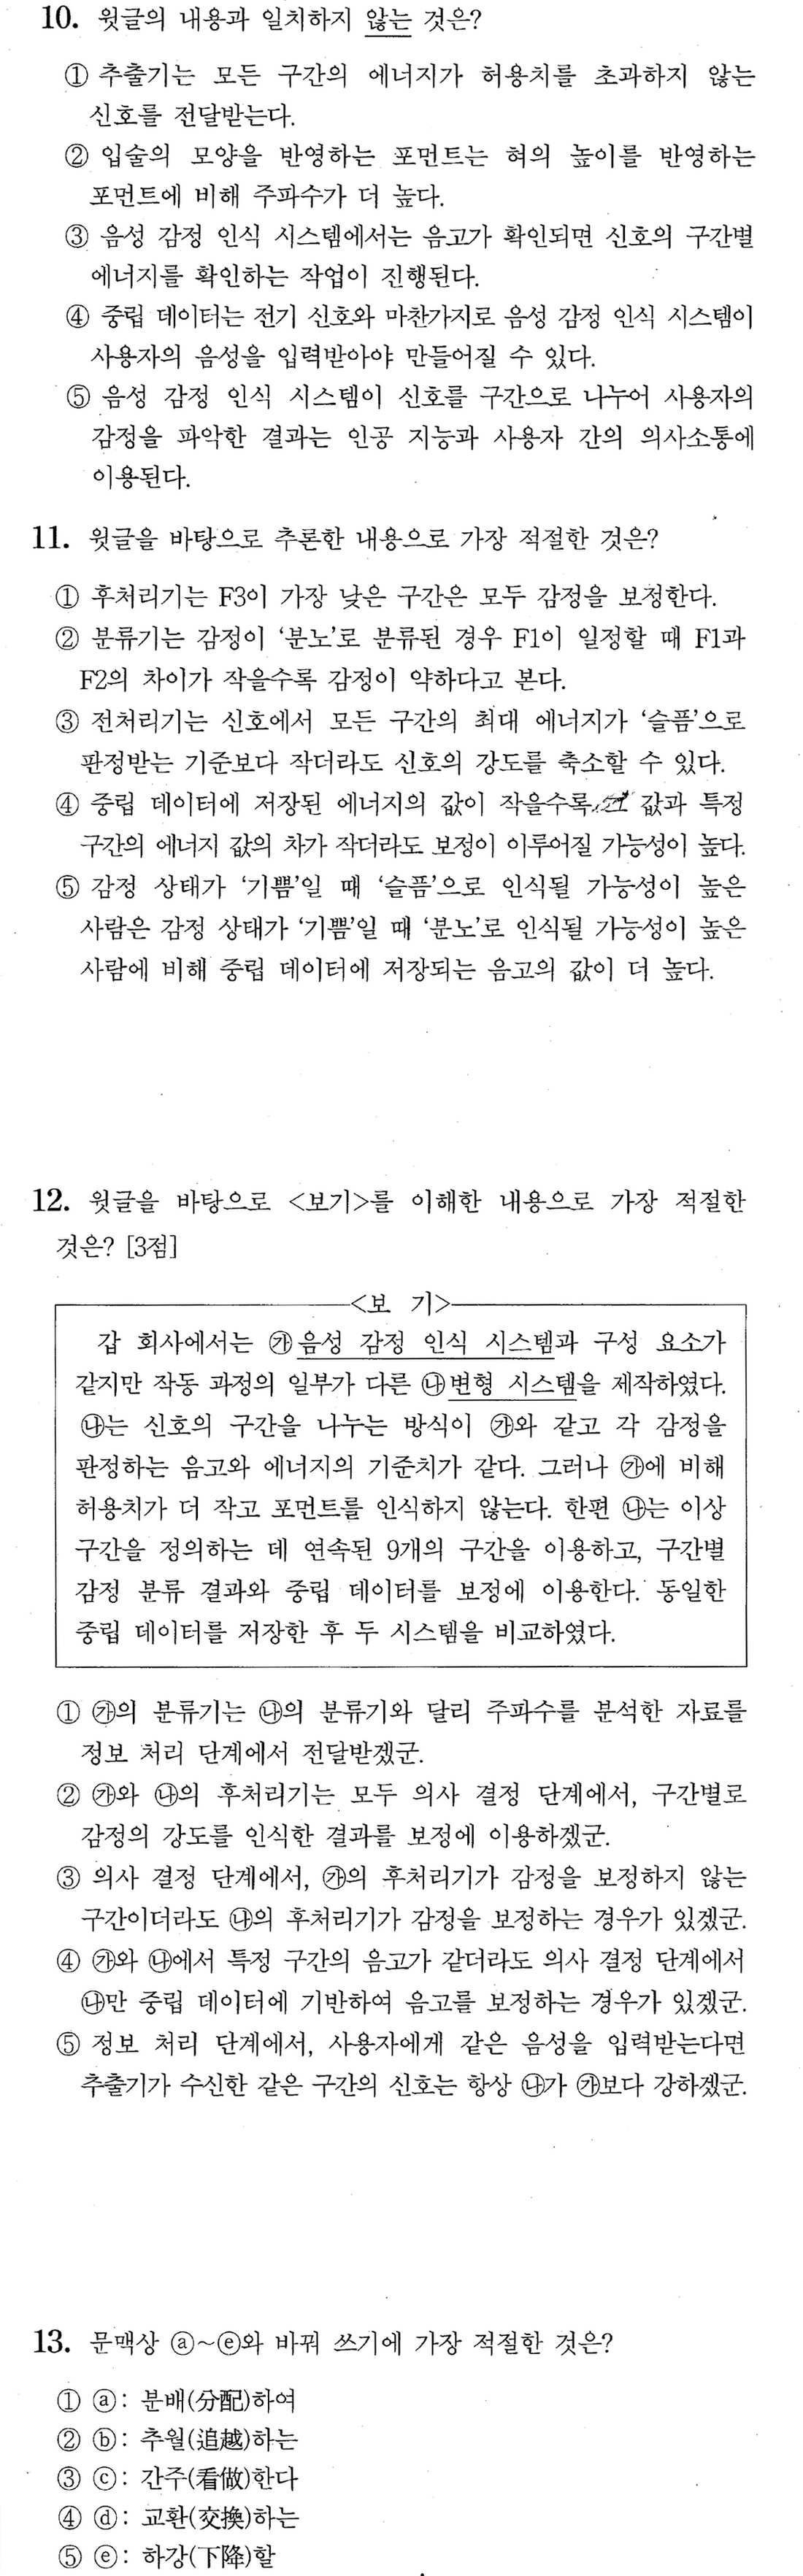 10. 윗글의 내용과 일치하지 않는 것은?
① 추출기는 모든 구간의 에너지가 허용치를 초과하지 않는
신호를 전달받는다.
② 입술의 모양을 반영하는 포먼트는 혀의 높이를 반영하는
포먼트에 비해 주파수가 더 높다.
③ 음성 감정 인식 시스템에서는 음고가 확인되면 신호의 구간별
에너지를 확인하는 작업이 진행된다.
④ 중립 데이터는 전기 신호와 마찬가지로 음성 감정 인식 시스템이
사용자의 음성을 입력받아야 만들어질 수 있다.
⑤ 음성 감정 인식 시스템이 신호를 구간으로 나누어 사용자의
감정을 파악한 결과는 인공 지능과 사용자 간의 의사소통에
이용된다.
11. 윗글을 바탕으로 추론한 내용으로 가장 적절한 것은?
① 후처리기는 F3이 가장 낮은 구간은 모두 감정을 보정한다.
② 분류기는 감정이 ‘분노’로 분류된 경우 F1이 일정할 때 F1과
F2의 차이가 작을수록 감정이 약하다고 본다.
③ 전처리기는 신호에서 모든 구간의 최대 에너지가 ‘슬픔’으로
판정받는 기준보다 작더라도 신호의 강도를 축소할 수 있다.
④ 중립 데이터에 저장된 에너지의 값이 작을수록 값과 특정
구간의 에너지 값의 차가 작더라도 보정이 이루어질 가능성이 높다.
⑤ 감정 상태가 ‘기쁨’일 때 ‘슬픔’으로 인식될 가능성이 높은
사람은 감정 상태가 ‘기쁨’일 때 ‘분노’로 인식될 가능성이 높은
사람에 비해 중립 데이터에 저장되는 음고의 값이 더 높다.
12. 윗글을 바탕으로 <보기>를 이해한 내용으로 가장 적절한
것은? [3점]
<보 기>
갑 회사에서는 ㉮음성 감정 인식 시스템과 구성 요소가
같지만 작동 과정의 일부가 다른 ㉯변형 시스템을 제작하였다.
㉯는 신호의 구간을 나누는 방식이 ㉮와 같고 각 감정을
판정하는 음고와 에너지의 기준치가 같다. 그러나 ㉮에 비해
허용치가 더 작고 포먼트를 인식하지 않는다. 한편 ㉯는 이상
구간을 정의하는 데 연속된 9개의 구간을 이용하고, 구간별
감정 분류 결과와 중립 데이터를 보정에 이용한다. 동일한
중립 데이터를 저장한 후 두 시스템을 비교하였다.
① ㉮의 분류기는 ㉯의 분류기와 달리 주파수를 분석한 자료를
정보 처리 단계에서 전달받겠군.
② ㉮와 ㉯의 후처리기는 모두 의사 결정 단계에서, 구간별로
감정의 강도를 인식한 결과를 보정에 이용하겠군.
③ 의사 결정 단계에서, ㉮의 후처리기가 감정을 보정하지 않는
구간이더라도 ㉯의 후처리기가 감정을 보정하는 경우가 있겠군.
④ ㉮와 ㉯에서 특정 구간의 음고가 같더라도 의사 결정 단계에서
㉯만 중립 데이터에 기반하여 음고를 보정하는 경우가 있겠군.
⑤ 정보 처리 단계에서, 사용자에게 같은 음성을 입력받는다면
추출기가 수신한 같은 구간의 신호는 항상 ㉯가 ㉮보다 강하겠군.
13. 문맥상 ⓐ~ⓔ와 바꿔 쓰기에 가장 적절한 것은?
① ⓐ: 분배(分配)하여
② ⓑ: 추월(追越)하는
③ ⓒ: 간주(看做)한다
④ ⓓ: 교환(交換)하는
⑤ ⓔ: 하강(下降)할